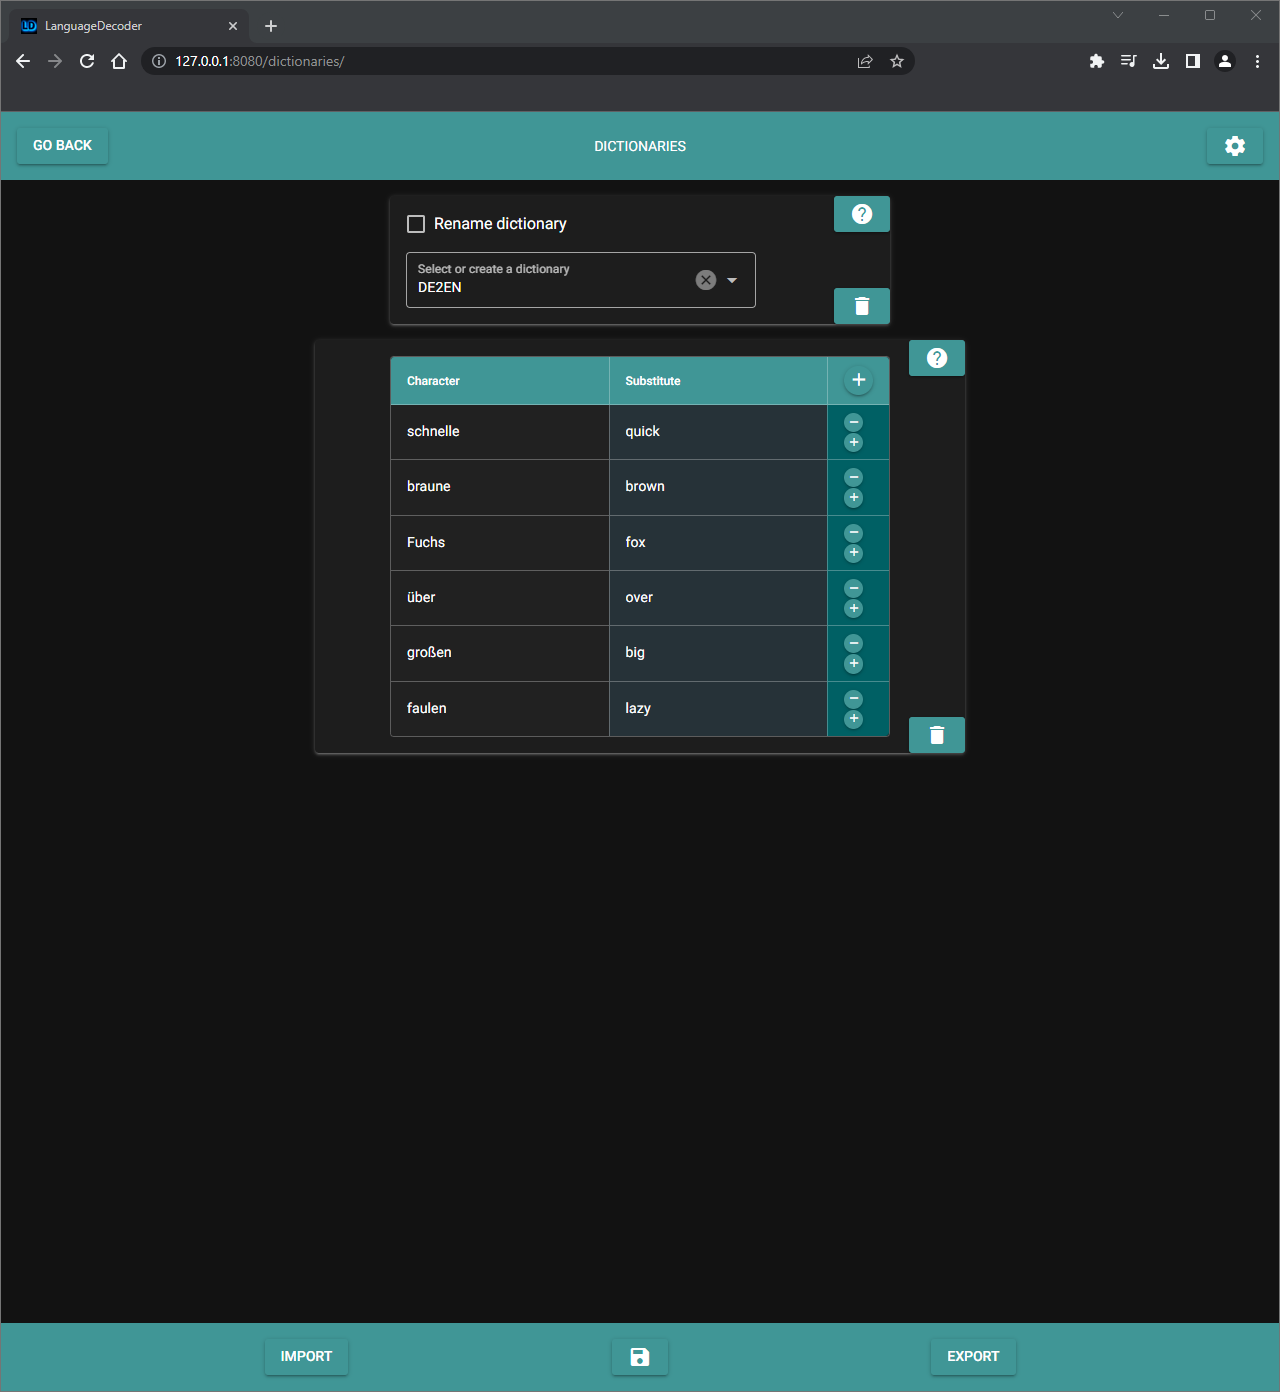 LanguageDecoder
127.0.0.1:8080/dictionaries/
GO BACK
DICTIONARIES
Rename dictionary
Select or create a dictionary
DE2EN
Character Substitute
schnelle quick
braune brown
Fuchs fox
über over
großen big
faulen lazy
IMPORT
EXPORT